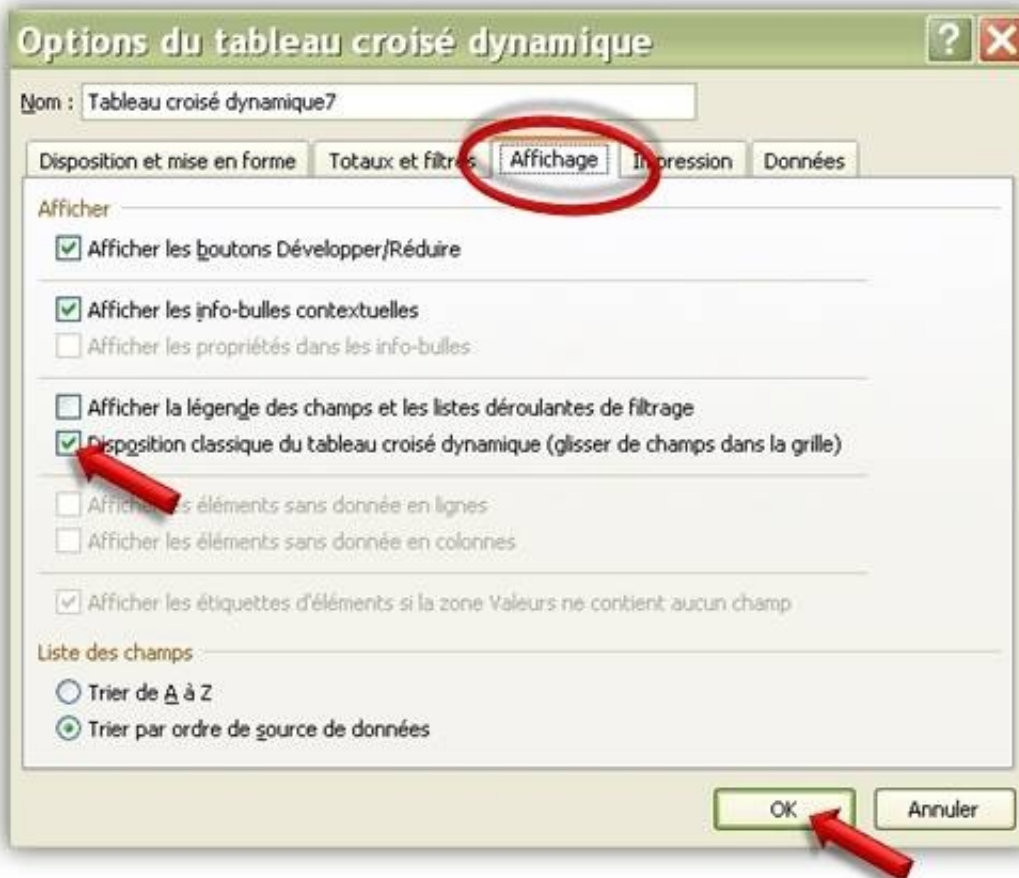 Options du tableau croisé dynamique
Nom : Tableau croisé dynamique7
Disposition et mise en forme Totaux et filtres Affichage Impression Données
Afficher
Afficher les boutons Développer/Réduire
Afficher les info-bulles contextuelles
Afficher les propriétés dans les info-bulles
Afficher la légende des champs et les listes déroulantes de filtrage
Disposition classique du tableau croisé dynamique (glisser de champs dans la grille)
Afficher les éléments sans donnée en lignes
Afficher les éléments sans donnée en colonnes
Afficher les étiquettes d'éléments si la zone Valeurs ne contient aucun champ
Liste des champs
Trier de A à Z
Trier par ordre de source de données
OK Annuler